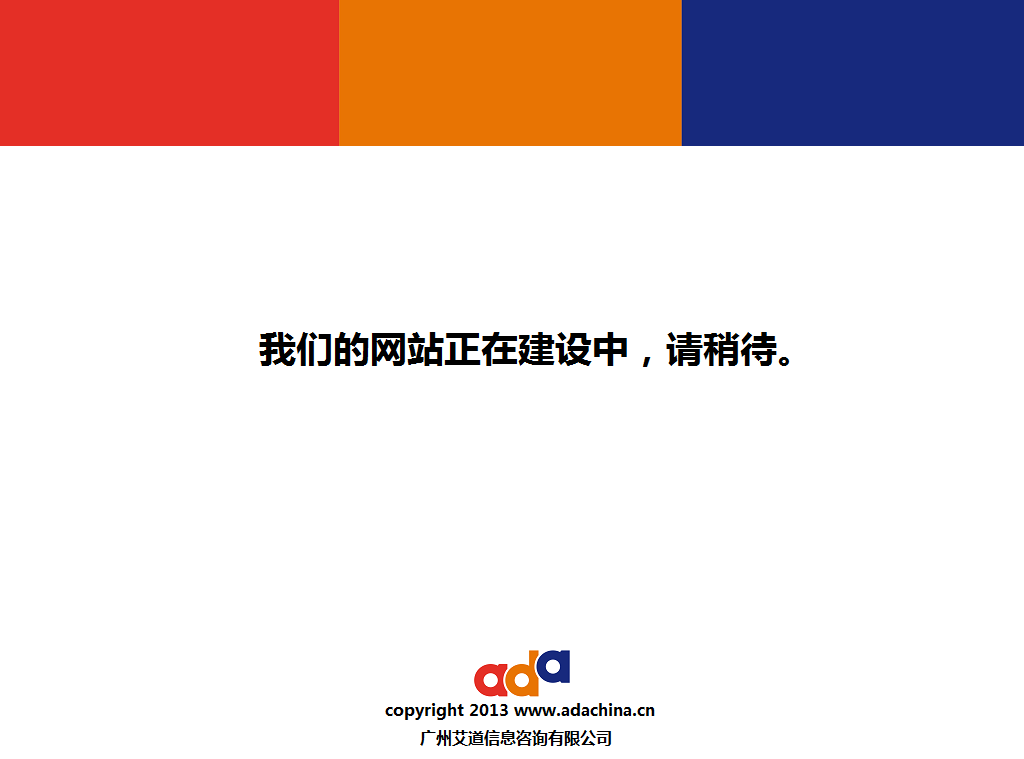 我们的网站正在建设中，请稍待。
ada
copyright 2013 www.adachina.cn
广州艾道信息咨询有限公司